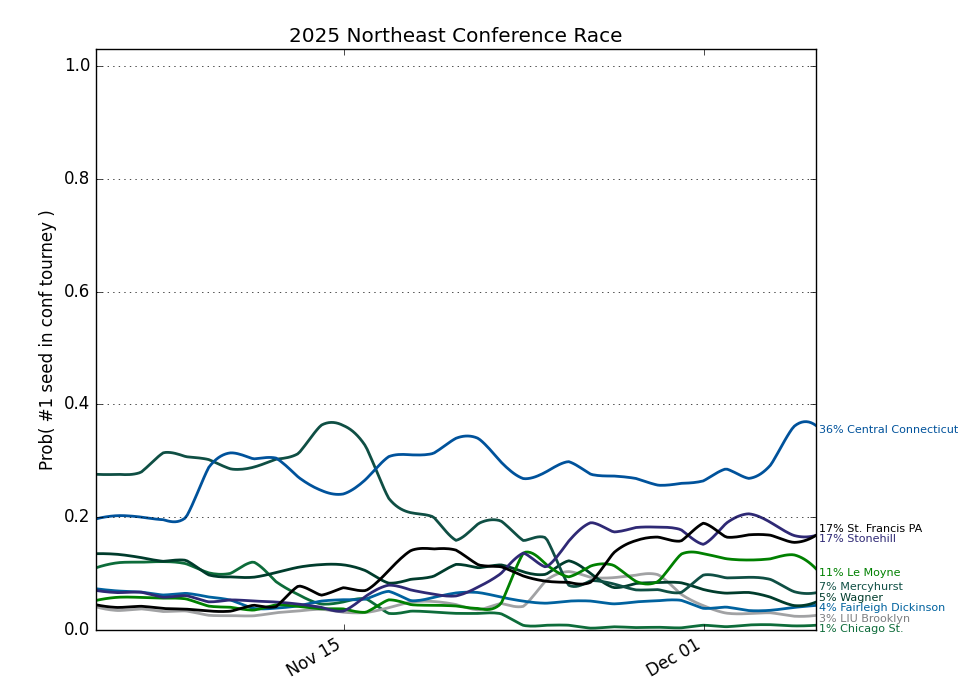 2025 Northeast Conference Race
1.0
0.8
0.6
0.4
0.2
0.0
Prob( #1 seed in conf tourney )
Nov 15
Dec 01
36% Central Connecticut
17% St. Francis PA
17% Stonehill
11% Le Moyne
7% Mercyhurst
5% Wagner
4% Fairleigh Dickinson
3% LIU Brooklyn
1% Chicago St.